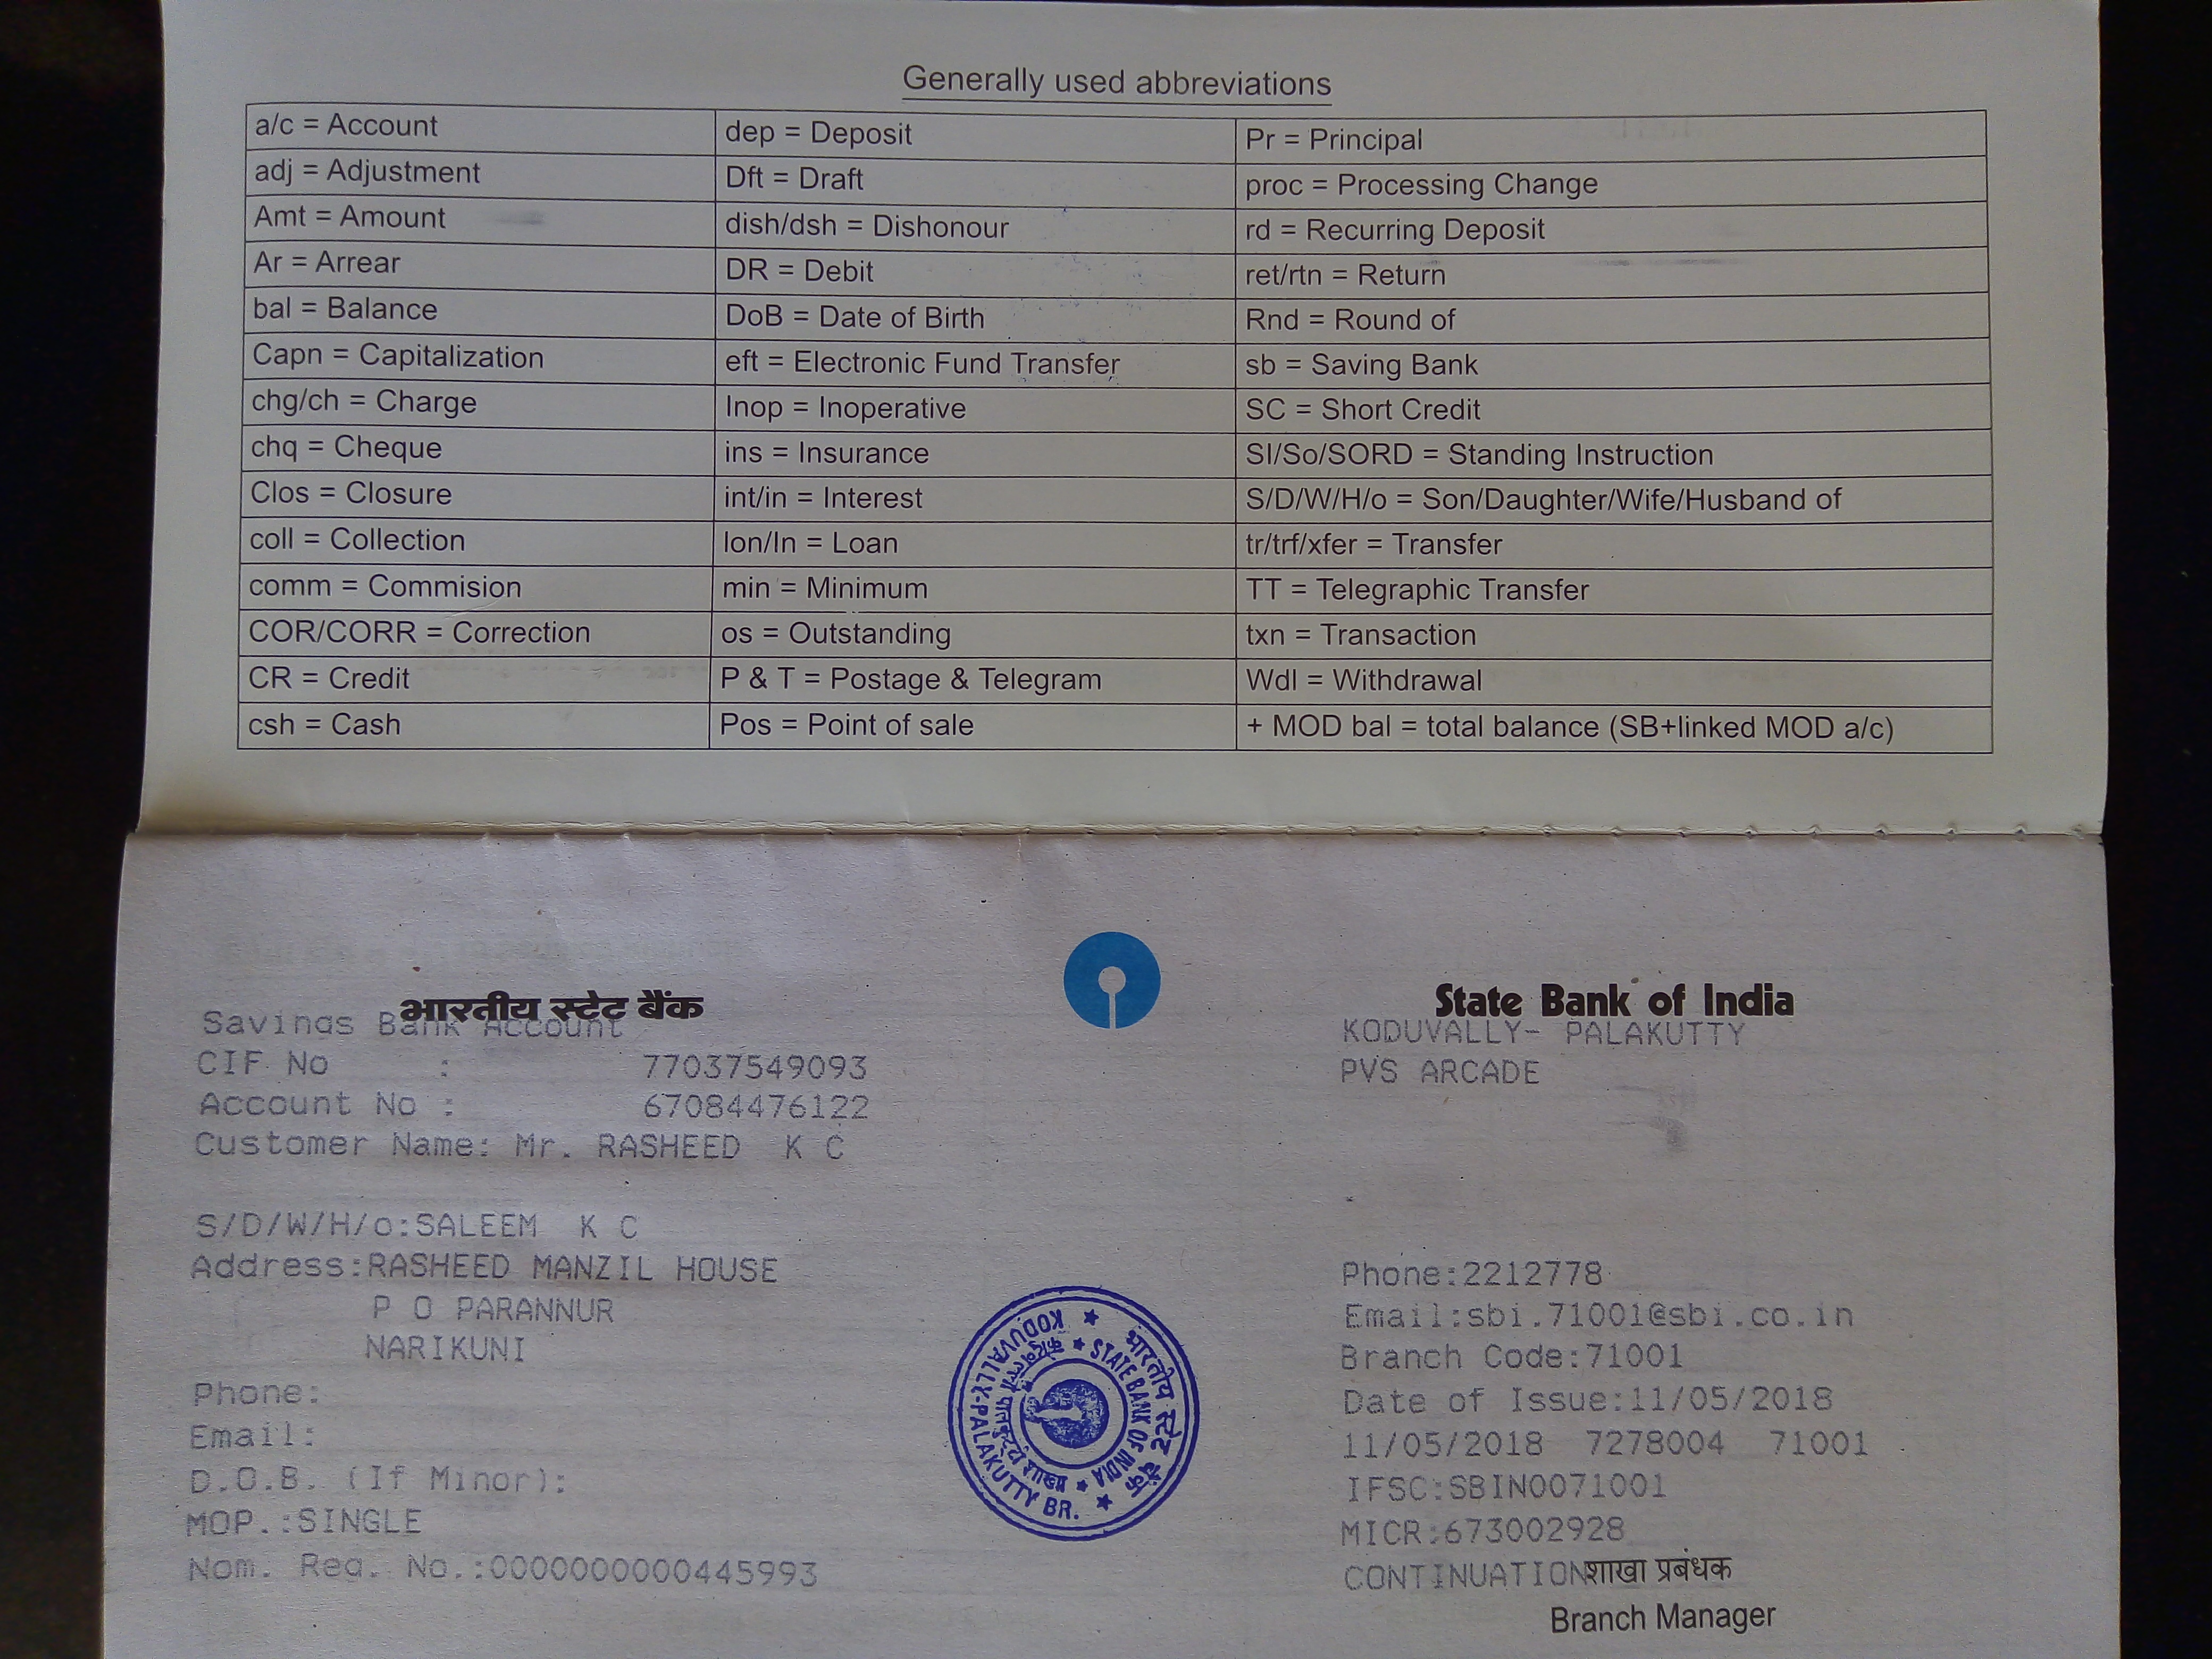 Generally used abbreviations
a/c = Account
adj = Adjustment
Amt = Amount
Ar = Arrear
bal = Balance
Capn = Capitalization
chg/ch = Charge
chq = Cheque
Clos = Closure
coll = Collection
comm = Commision
COR/CORR = Correction
CR = Credit
csh = Cash
dep = Deposit
Dft = Draft
dish/dsh = Dishonour
DR = Debit
DoB = Date of Birth
eft = Electronic Fund Transfer
Inop = Inoperative
ins = Insurance
int/in = Interest
lon/ln = Loan
min = Minimum
os = Outstanding
P & T = Postage & Telegram
Pos = Point of sale
Pr = Principal
proc = Processing Change
rd = Recurring Deposit
ret/rtn = Return
Rnd = Round of
sb = Saving Bank
SC = Short Credit
SI/So/SORD = Standing Instruction
S/D/W/H/o = Son/Daughter/Wife/Husband of
tr/trf/xfer = Transfer
TT = Telegraphic Transfer
txn = Transaction
Wdl = Withdrawal
+ MOD bal = total balance (SB+linked MOD a/c)
भारतीय स्टेट बैंक
Savings Bank Account
CIF No : 77037549093
Account No : 67084476122
Customer Name: Mr. RASHEED K C
S/D/W/H/o:SALEEM K C
Address:RASHEED MANZIL HOUSE
P O PARANNUR
NARIKUNI
Phone:
Email:
D.O.B. (If Minor):
MOP.:SINGLE
Nom. Reg. No.:0000000000445993
State Bank of India
KODUVALLY- PALAKUTTY
PVS ARCADE
Phone:2212778
Email:sbi.71001@sbi.co.in
Branch Code:71001
Date of Issue:11/05/2018
11/05/2018 7278004 71001
IFSC:SBIN0071001
MICR:673002928
CONTINUATION
शाखा प्रबंधक
Branch Manager
भारतीय स्टेट बैंक
KODUVALLY-PALAKUTTY BR.
STATE BANK OF INDIA